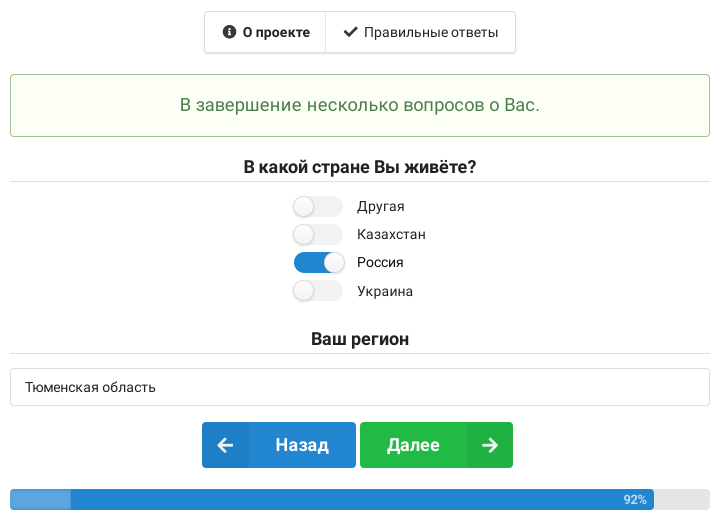 О проекте
Правильные ответы
В завершение несколько вопросов о Вас.
В какой стране Вы живёте?
Другая
Казахстан
Россия
Украина
Ваш регион
Тюменская область
Назад
Далее
92%